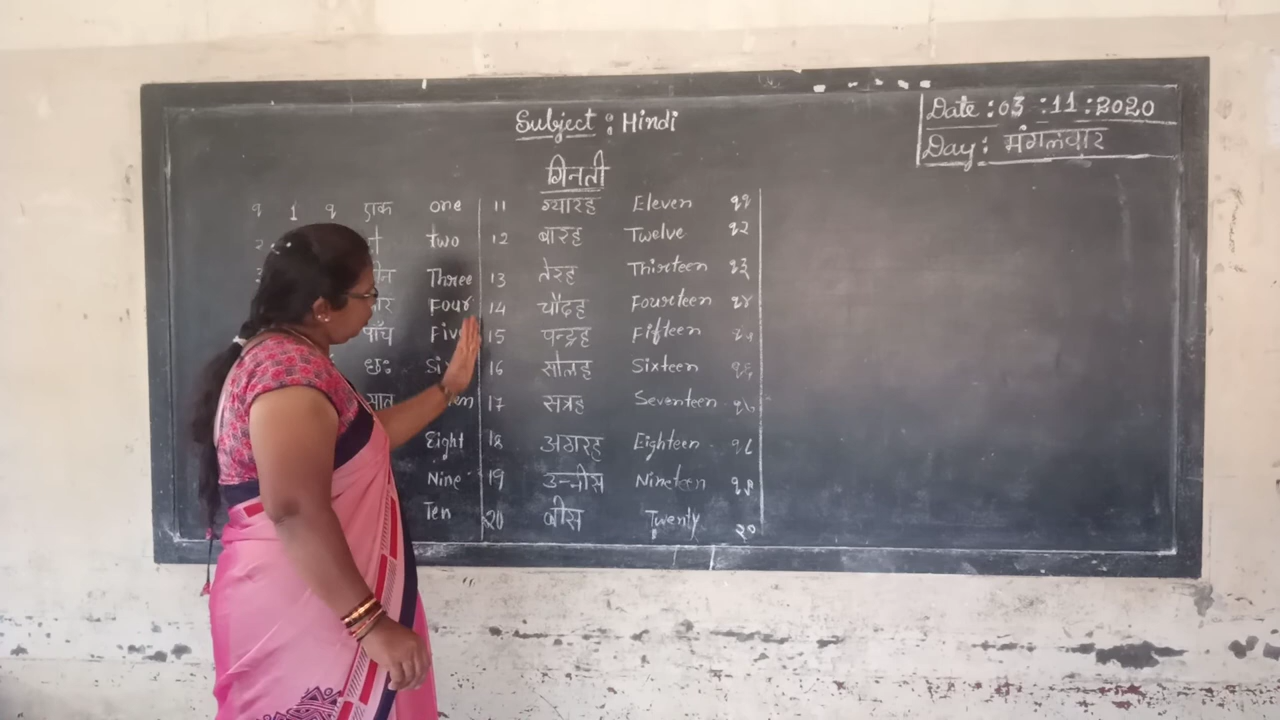 Subject : Hindi
Date : 03 : 11 : 2020
Day : मंगलवार
गिनती
१ 1 १ एक one 11 ग्यारह Eleven ११
२ two 12 बारह Twelve १२
Three 13 तेरह Thirteen १३
Four 14 चौदह Fourteen १४
पाँच 15 पन्द्रह Fifteen १५
छः 16 सोलह Sixteen १६
सात 17 सत्रह Seventeen १७
Eight 18 अठारह Eighteen १८
Nine 19 उन्नीस Nineteen १९
Ten 20 बीस Twenty २०